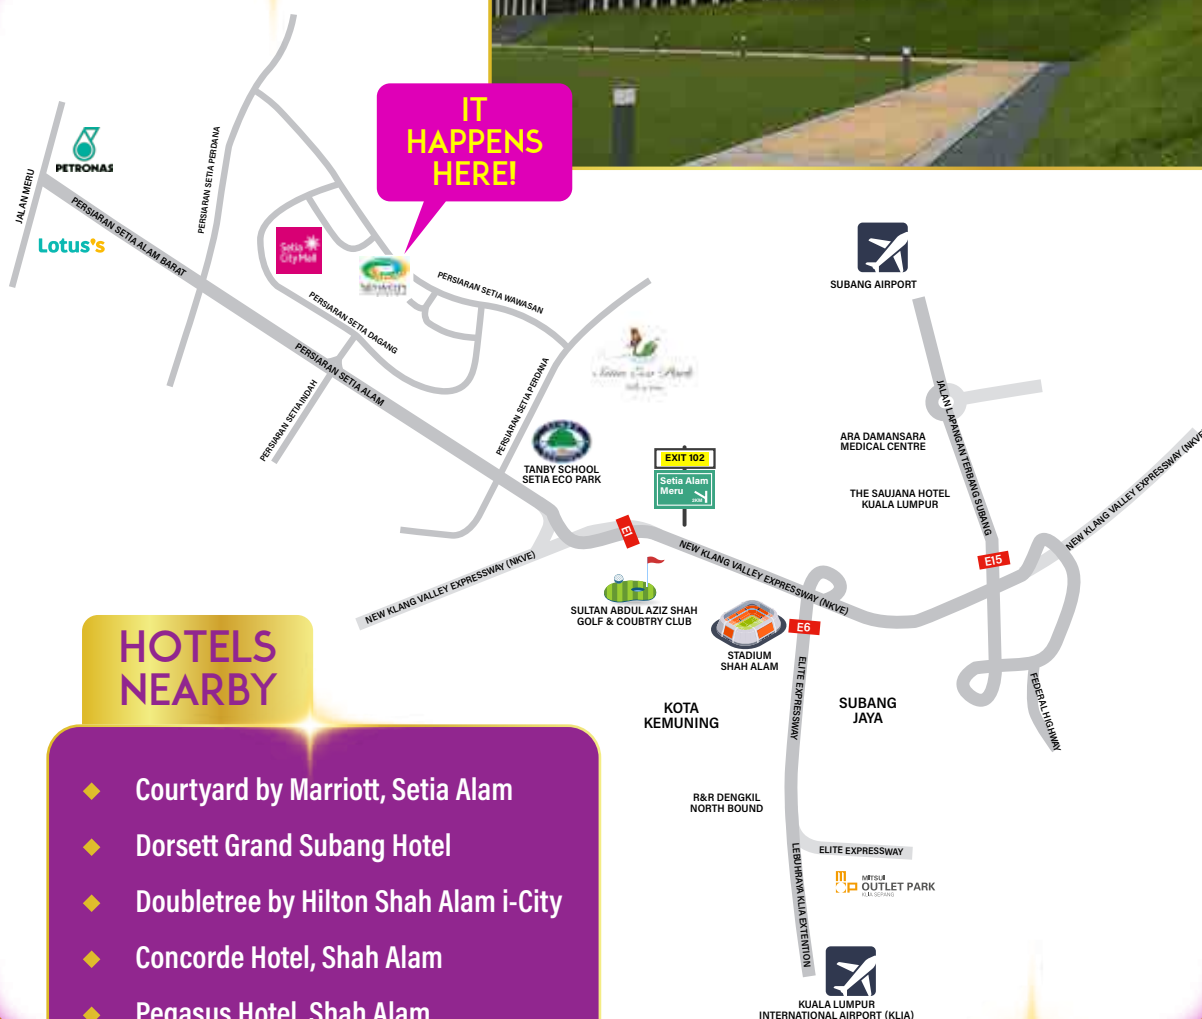 IT
HAPPENS
HERE!
PETRONAS
JALAN MERU
Lotus's
PERSIARAN SETIA ALAM BARAT
PERSIARAN SETIA PERDANA
Setia
City Mall
PERSIARAN SETIA WAWASAN
PERSIARAN SETIA DAGANG
PERSIARAN SETIA ALAM
PERSIARAN SETIA INDAH
PERSIARAN SETIA PERDANA
SUBANG AIRPORT
JALAN LAPANGAN TERBANG SUBANG
ARA DAMANSARA
MEDICAL CENTRE
THE SAUJANA HOTEL
KUALA LUMPUR
TANBY SCHOOL
SETIA ECO PARK
EXIT 102
Setia Alam
Meru
E1
NEW KLANG VALLEY EXPRESSWAY (NKVE)
NEW KLANG VALLEY EXPRESSWAY (NKVE)
NEW KLANG VALLEY EXPRESSWAY (NKVE)
E15
SULTAN ABDUL AZIZ SHAH
GOLF & COUBTRY CLUB
STADIUM
SHAH ALAM
E6
ELITE EXPRESSWAY
FEDERAL HIGHWAY
KOTA
KEMUNING
SUBANG
JAYA
R&R DENGKIL
NORTH BOUND
ELITE EXPRESSWAY
LEBUHRAYA KLIA EXTENTION
MITSUI
OUTLET PARK
KLIA SEPANG
KUALA LUMPUR
INTERNATIONAL AIRPORT (KLIA)
HOTELS
NEARBY
Courtyard by Marriott, Setia Alam
Dorsett Grand Subang Hotel
Doubletree by Hilton Shah Alam i-City
Concorde Hotel, Shah Alam
Pegasus Hotel, Shah Alam